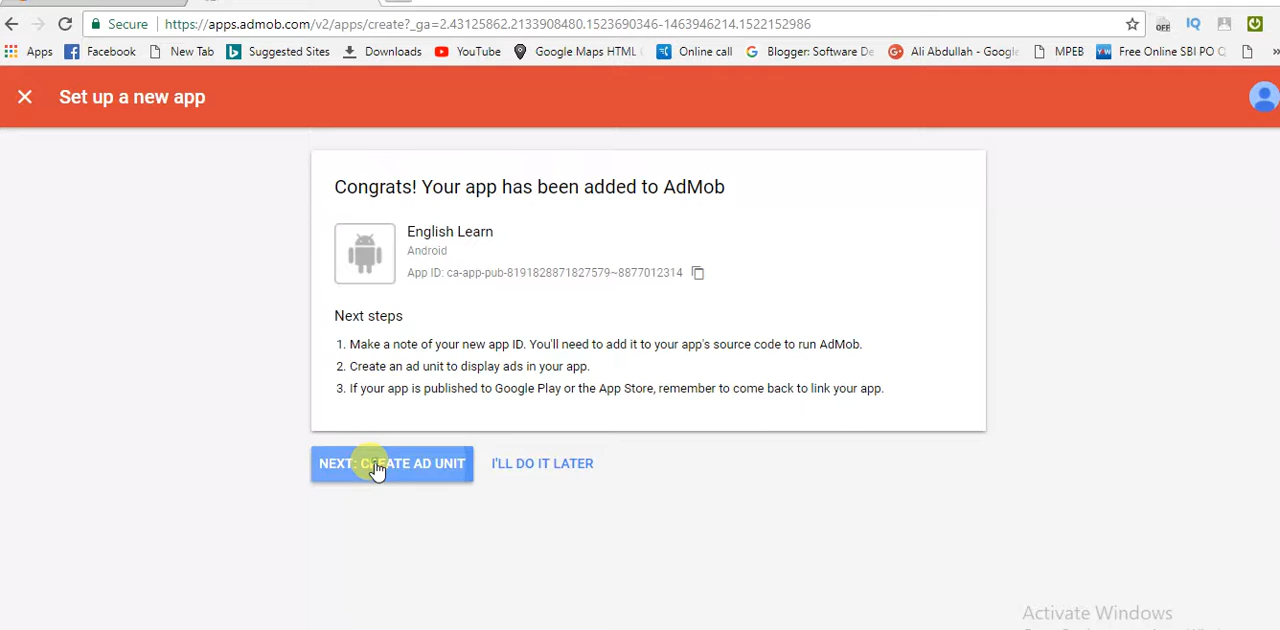 Secure https://apps.admob.com/v2/apps/create?_ga=2.43125862.2133908480.1523690346-1463946214.1522152986
OFF IQ
Apps Facebook New Tab Suggested Sites Downloads YouTube Google Maps HTML Online call Blogger: Software De Ali Abdullah - Google MPEB Free Online SBI PO Q »
Set up a new app
Congrats! Your app has been added to AdMob
English Learn
Android
App ID: ca-app-pub-8191828871827579~8877012314
Next steps
1. Make a note of your new app ID. You'll need to add it to your app's source code to run AdMob.
2. Create an ad unit to display ads in your app.
3. If your app is published to Google Play or the App Store, remember to come back to link your app.
NEXT: CREATE AD UNIT I'LL DO IT LATER
Activate Windows